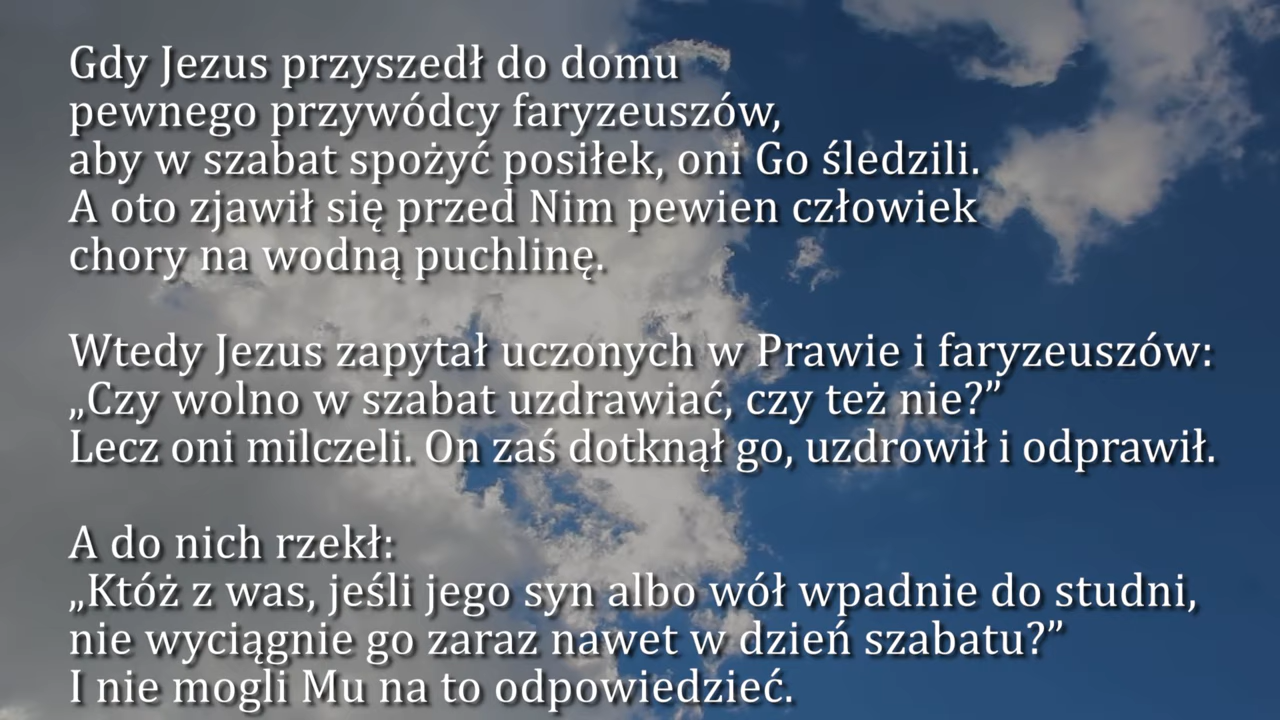 Gdy Jezus przyszedł do domu
pewnego przywódcy faryzeuszów,
aby w szabat spożyć posiłek, oni Go śledzili.
A oto zjawił się przed Nim pewien człowiek
chory na wodną puchlinę.
Wtedy Jezus zapytał uczonych w Prawie i faryzeuszów:
„Czy wolno w szabat uzdrawiać, czy też nie?”
Lecz oni milczeli. On zaś dotknął go, uzdrowił i odprawił.
A do nich rzekł:
„Któż z was, jeśli jego syn albo wół wpadnie do studni,
nie wyciągnie go zaraz nawet w dzień szabatu?”
I nie mogli Mu na to odpowiedzieć.